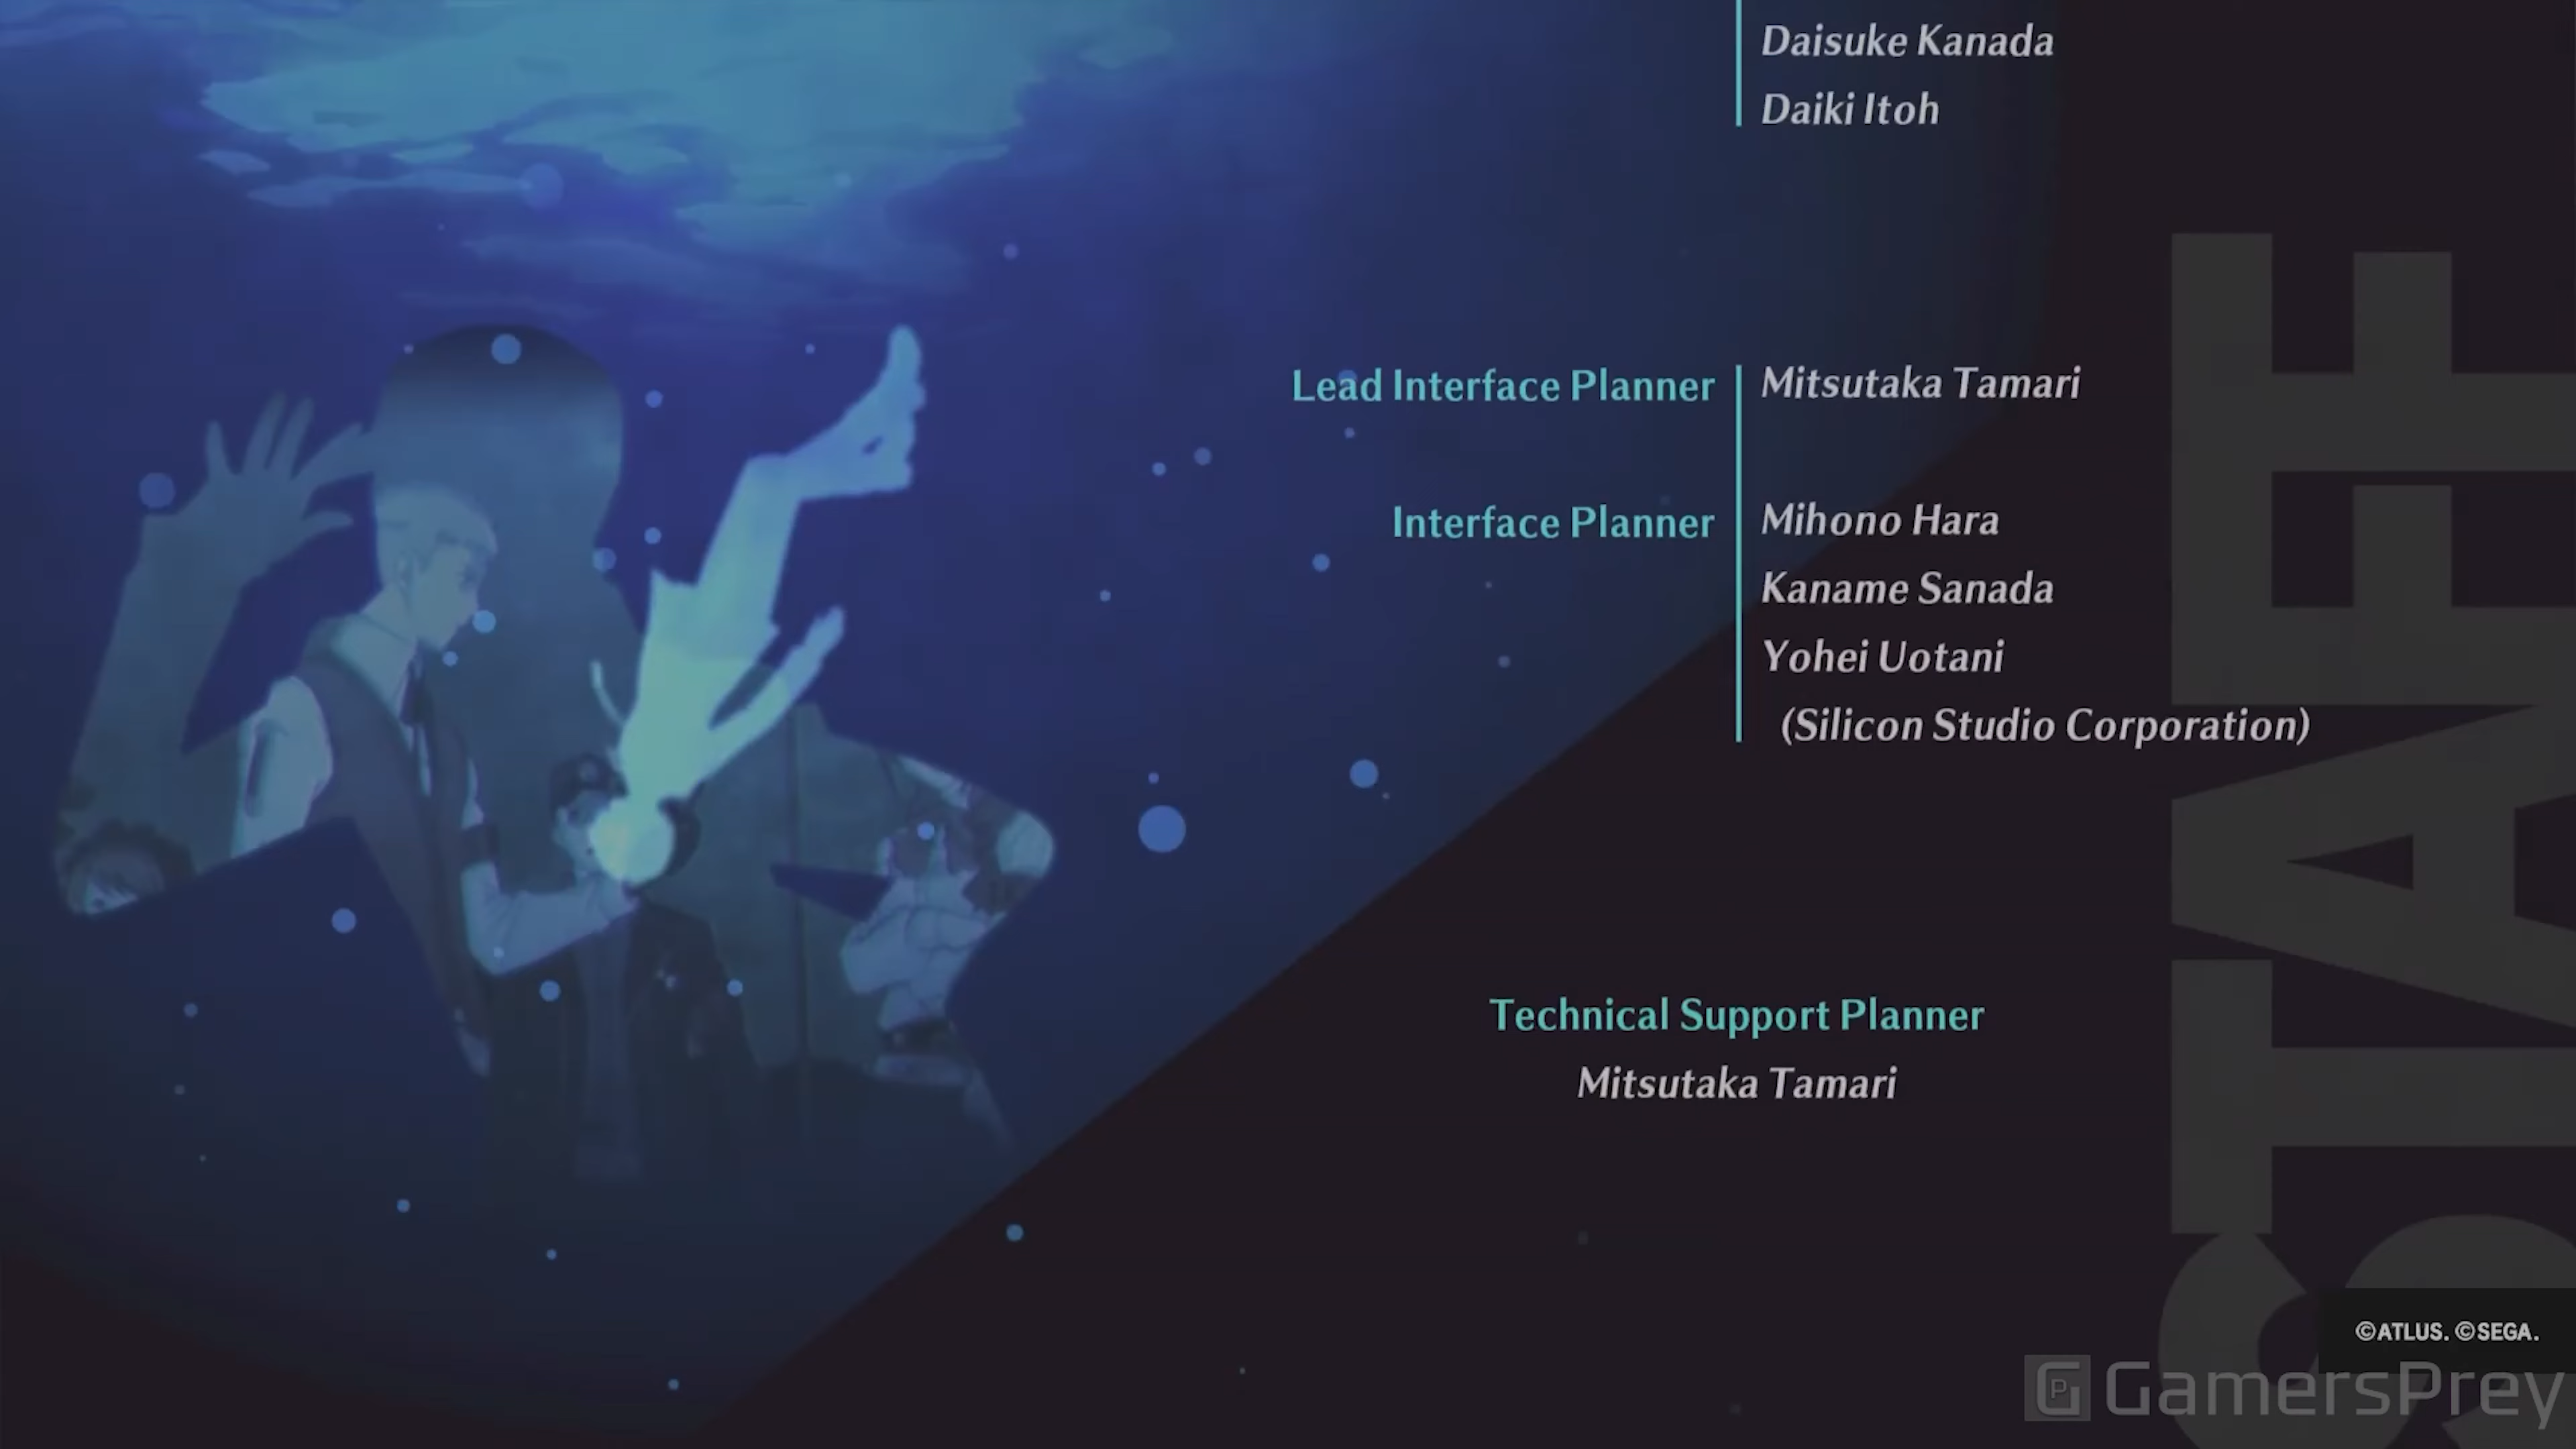 Daisuke Kanada
Daiki Itoh
Lead Interface Planner
Mitsutaka Tamari
Interface Planner
Mihono Hara
Kaname Sanada
Yohei Uotani
(Silicon Studio Corporation)
Technical Support Planner
Mitsutaka Tamari
STAFF
©ATLUS. ©SEGA.
GamersPrey